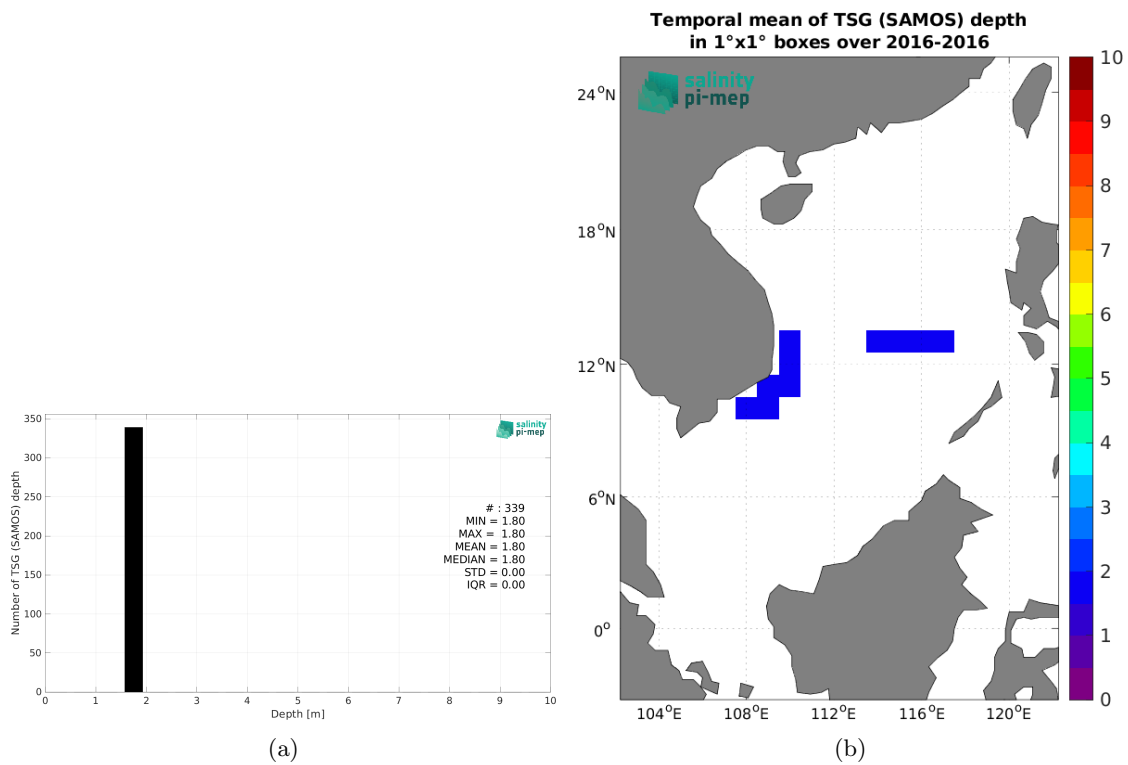 Temporal mean of TSG (SAMOS) depth
in 1°x1° boxes over 2016-2016
salinity
pi-mep
24°N
18°N
12°N
6°N
0°
104°E
108°E
112°E
116°E
120°E
10
9
8
7
6
5
4
3
2
1
0
350
300
250
200
150
100
50
0
Number of TSG (SAMOS) depth
salinity
pi-mep
# : 339
MIN = 1.80
MAX = 1.80
MEAN = 1.80
MEDIAN = 1.80
STD = 0.00
IQR = 0.00
0 1 2 3 4 5 6 7 8 9 10
Depth [m]
(a)
(b)